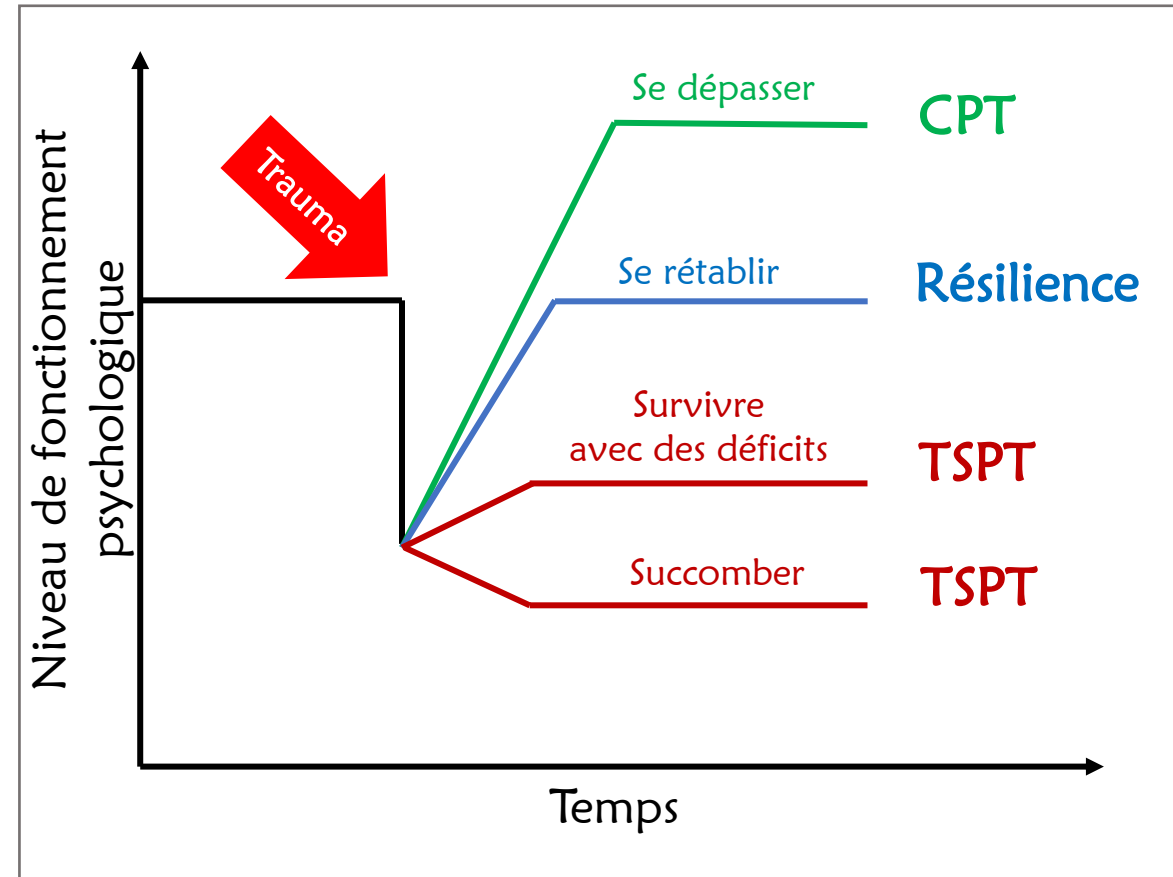 Niveau de fonctionnement
psychologique
Trauma
Se dépasser
CPT
Se rétablir
Résilience
Survivre
avec des déficits
TSPT
Succomber
TSPT
Temps